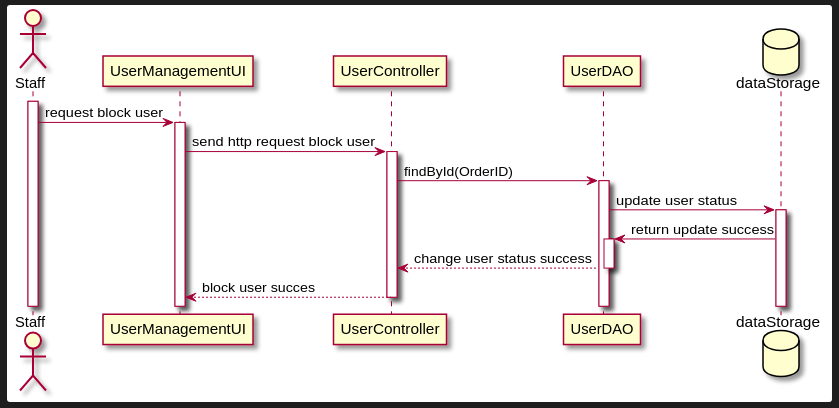 Staff
UserManagementUI
UserController
UserDAO
dataStorage
request block user
send http request block user
findById(OrderID)
update user status
return update success
change user status success
block user succes
Staff
UserManagementUI
UserController
UserDAO
dataStorage